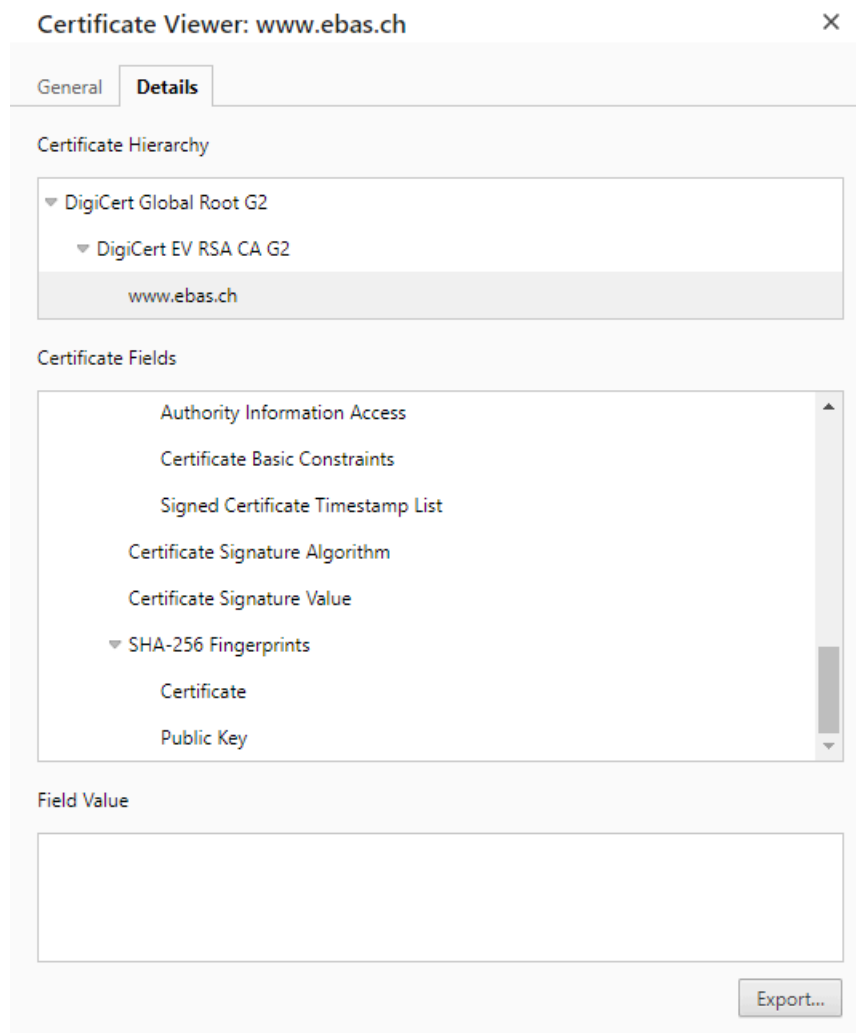 Certificate Viewer: www.ebas.ch
General Details
Certificate Hierarchy
DigiCert Global Root G2
DigiCert EV RSA CA G2
www.ebas.ch
Certificate Fields
Authority Information Access
Certificate Basic Constraints
Signed Certificate Timestamp List
Certificate Signature Algorithm
Certificate Signature Value
SHA-256 Fingerprints
Certificate
Public Key
Field Value
Export...